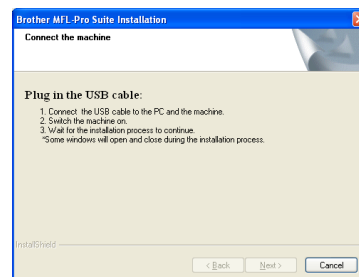 Brother MFL-Pro Suite Installation
Connect the machine
Plug in the USB cable:
1. Connect the USB cable to the PC and the machine.
2. Switch the machine on.
3. Wait for the installation process to continue.
*Some windows will open and close during the installation process.
InstallShield
< Back Next > Cancel